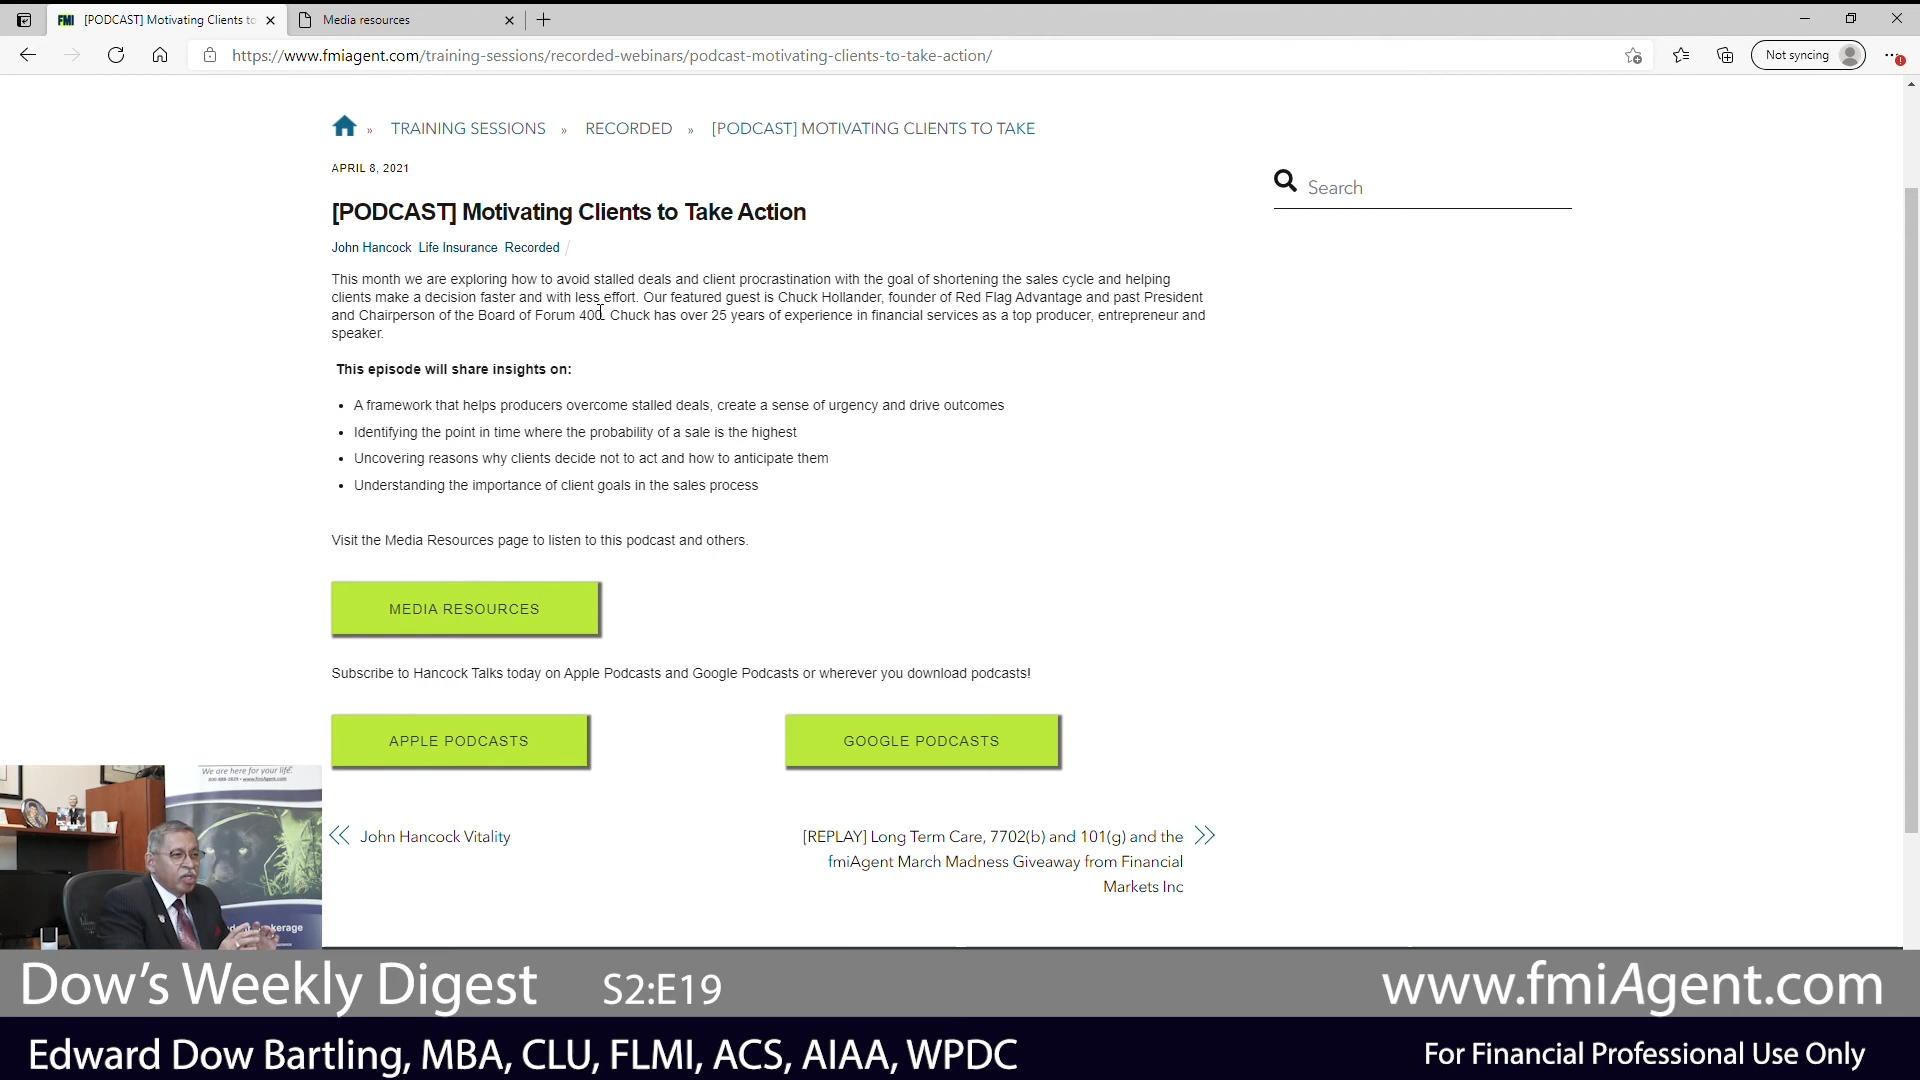 [PODCAST] Motivating Clients to
Media resources
https://www.fmiagent.com/training-sessions/recorded-webinars/podcast-motivating-clients-to-take-action/
Not syncing
» TRAINING SESSIONS » RECORDED » [PODCAST] MOTIVATING CLIENTS TO TAKE
APRIL 8, 2021
Search
[PODCAST] Motivating Clients to Take Action
John Hancock Life Insurance Recorded /
This month we are exploring how to avoid stalled deals and client procrastination with the goal of shortening the sales cycle and helping
clients make a decision faster and with less effort. Our featured guest is Chuck Hollander, founder of Red Flag Advantage and past President
and Chairperson of the Board of Forum 400. Chuck has over 25 years of experience in financial services as a top producer, entrepreneur and
speaker.
This episode will share insights on:
• A framework that helps producers overcome stalled deals, create a sense of urgency and drive outcomes
• Identifying the point in time where the probability of a sale is the highest
• Uncovering reasons why clients decide not to act and how to anticipate them
• Understanding the importance of client goals in the sales process
Visit the Media Resources page to listen to this podcast and others.
MEDIA RESOURCES
Subscribe to Hancock Talks today on Apple Podcasts and Google Podcasts or wherever you download podcasts!
APPLE PODCASTS
GOOGLE PODCASTS
John Hancock Vitality
[REPLAY] Long Term Care, 7702(b) and 101(g) and the
fmiAgent March Madness Giveaway from Financial
Markets Inc
We are here for your life.
Dow's Weekly Digest S2:E19
www.fmiAgent.com
Edward Dow Bartling, MBA, CLU, FLMI, ACS, AIAA, WPDC
For Financial Professional Use Only